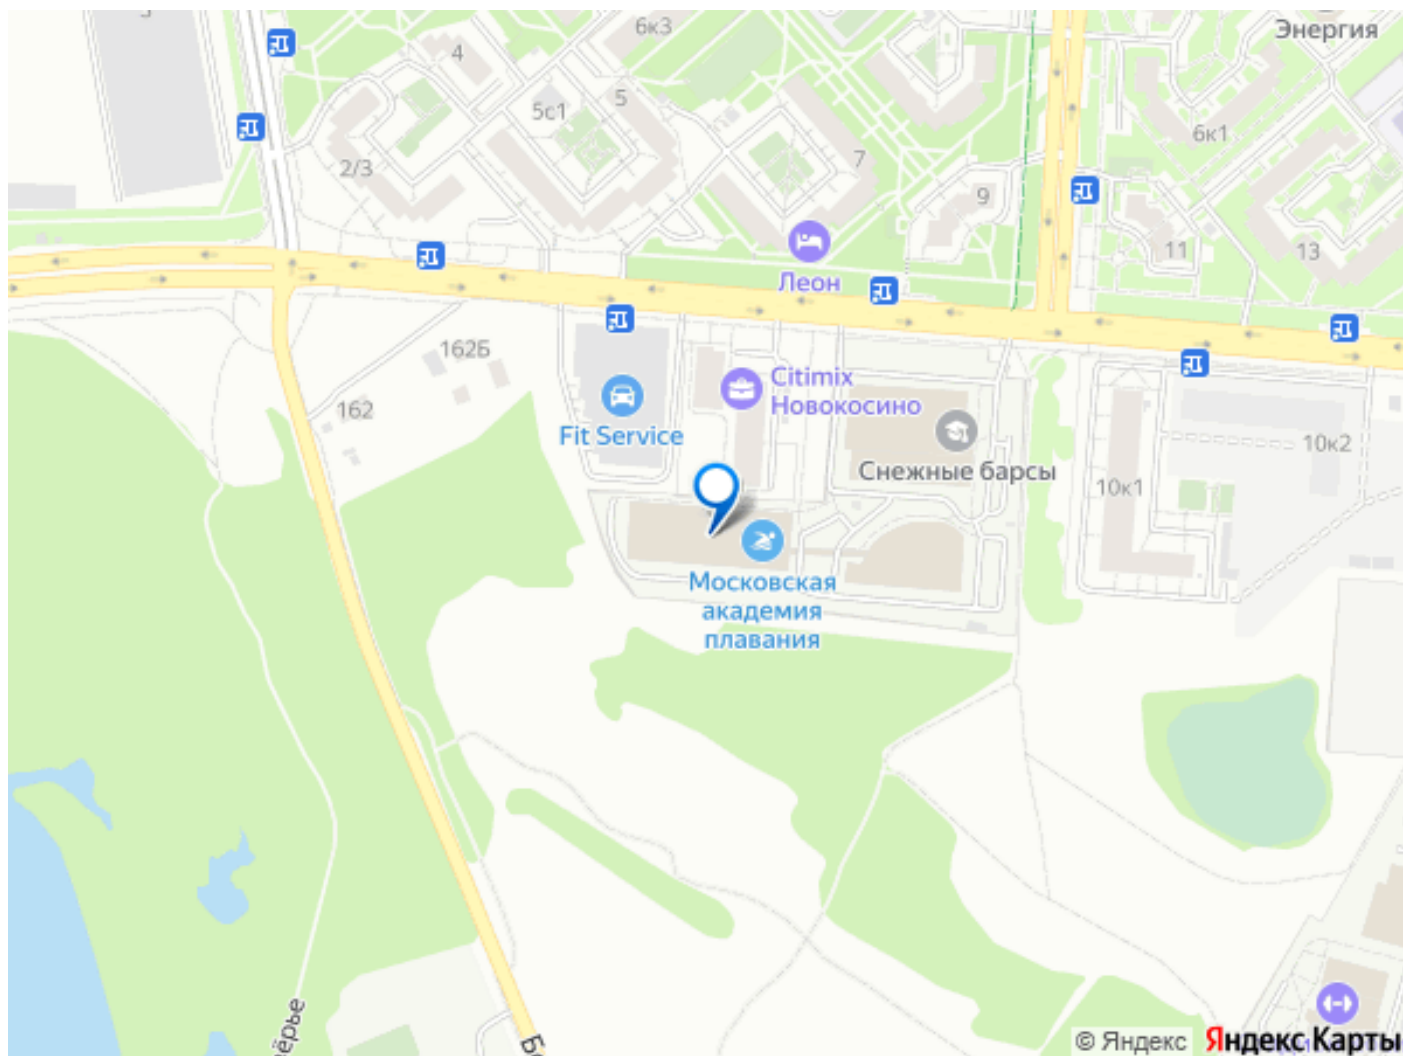 6к3
Энергия
4
5с1
5
6к1
2/3
7
9
11
13
Леон
162Б
Citimix
Новокосино
162
Fit Service
10к2
Снежные барсы
10к1
Московская
академия
плавания
© Яндекс
Яндекс Карты